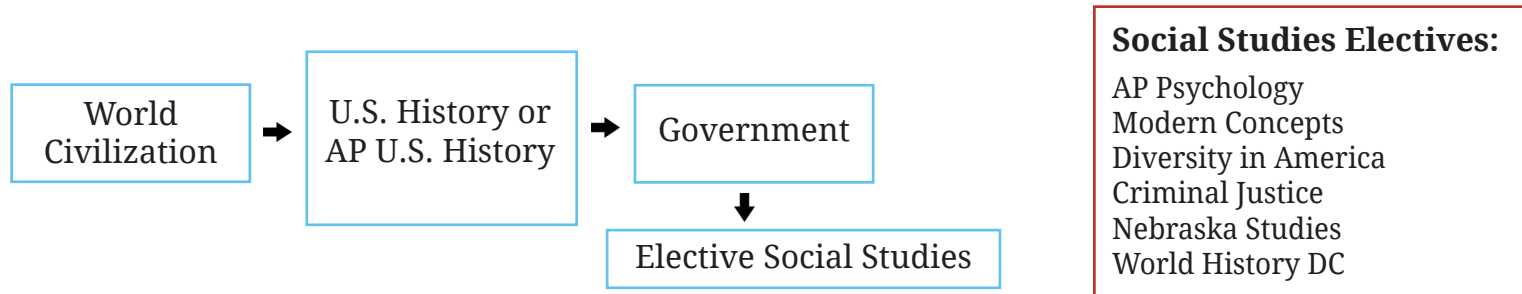 World
Civilization
U.S. History or
AP U.S. History
Government
Elective Social Studies
Social Studies Electives:
AP Psychology
Modern Concepts
Diversity in America
Criminal Justice
Nebraska Studies
World History DC